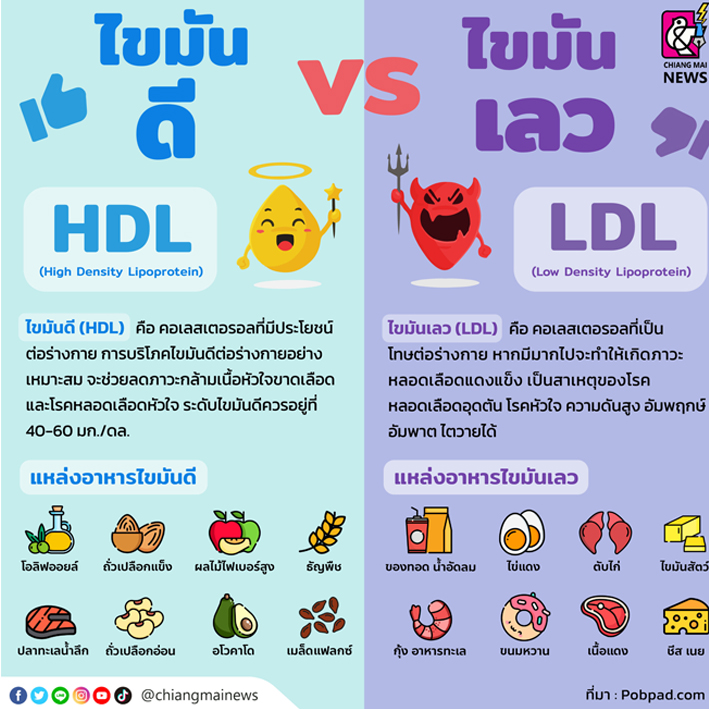 ไขมัน
ดี
VS
ไขมัน
เลว
CHIANG MAI
NEWS
HDL
(High Density Lipoprotein)
LDL
(Low Density Lipoprotein)
ไขมันดี (HDL) คือ คอเลสเตอรอลที่มีประโยชน์
ต่อร่างกาย การบริโภคไขมันดีต่อร่างกายอย่าง
เหมาะสม จะช่วยลดภาวะกล้ามเนื้อหัวใจขาดเลือด
และโรคหลอดเลือดหัวใจ ระดับไขมันดีควรอยู่ที่
40-60 มก./ดล.
ไขมันเลว (LDL) คือ คอเลสเตอรอลที่เป็น
โทษต่อร่างกาย หากมีมากไปจะทำให้เกิดภาวะ
หลอดเลือดแดงแข็ง เป็นสาเหตุของโรค
หลอดเลือดอุดตัน โรคหัวใจ ความดันสูง อัมพฤกษ์
อัมพาต ไตวายได้
แหล่งอาหารไขมันดี
โอลิฟออยล์ ถั่วเปลือกแข็ง ผลไม้ไฟเบอร์สูง ธัญพืช
ปลาทะเลน้ำลึก ถั่วเปลือกอ่อน อโวคาโด เมล็ดแฟลกซ์
แหล่งอาหารไขมันเลว
ของทอด น้ำอัดลม ไข่แดง ตับไก่ ไขมันสัตว์
กุ้ง อาหารทะเล ขนมหวาน เนื้อแดง ชีส เนย
@chiangmainews
ที่มา : Pobpad.com